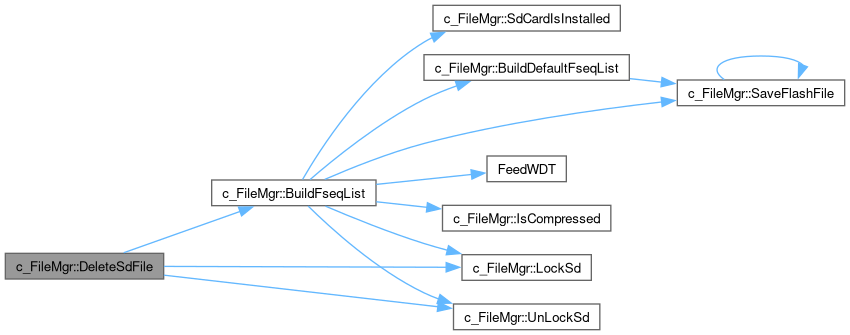 c_FileMgr::SdCardIsInstalled
c_FileMgr::BuildDefaultFseqList
c_FileMgr::SaveFlashFile
FeedWDT
c_FileMgr::BuildFseqList
c_FileMgr::IsCompressed
c_FileMgr::DeleteSdFile
c_FileMgr::LockSd
c_FileMgr::UnLockSd